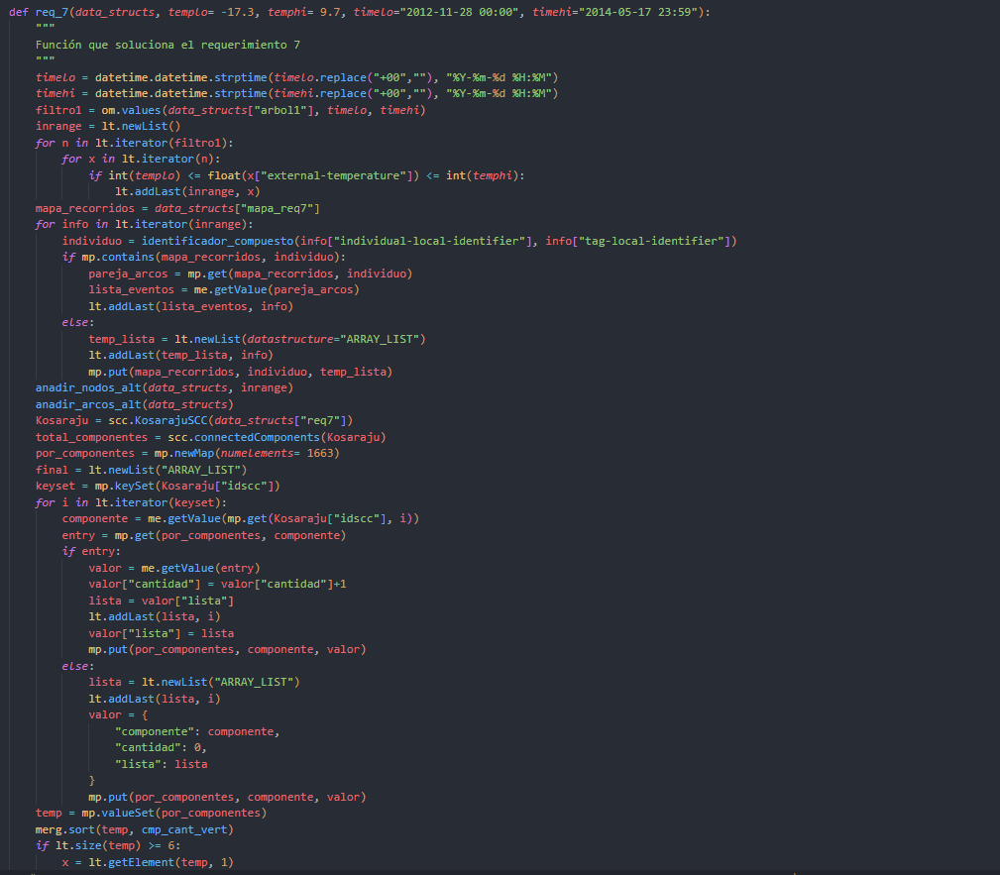 def req_7(data_structs, templo= -17.3, temphi= 9.7, timelo="2012-11-28 00:00", timehi="2014-05-17 23:59"):
    """
    Función que soluciona el requerimiento 7
    """
    timelo = datetime.datetime.strptime(timelo.replace("+00",""), "%Y-%m-%d %H:%M")
    timehi = datetime.datetime.strptime(timehi.replace("+00",""), "%Y-%m-%d %H:%M")
    filtro1 = om.values(data_structs["arbol1"], timelo, timehi)
    inrange = lt.newList()
    for n in lt.iterator(filtro1):
        for x in lt.iterator(n):
            if int(templo) <= float(x["external-temperature"]) <= int(temphi):
                lt.addLast(inrange, x)
    mapa_recorridos = data_structs["mapa_req7"]
    for info in lt.iterator(inrange):
        individuo = identificador_compuesto(info["individual-local-identifier"], info["tag-local-identifier"])
        if mp.contains(mapa_recorridos, individuo):
            pareja_arcos = mp.get(mapa_recorridos, individuo)
            lista_eventos = me.getValue(pareja_arcos)
            lt.addLast(lista_eventos, info)
        else:
            temp_lista = lt.newList(datastructure="ARRAY_LIST")
            lt.addLast(temp_lista, info)
            mp.put(mapa_recorridos, individuo, temp_lista)
    anadir_nodos_alt(data_structs, inrange)
    anadir_arcos_alt(data_structs)
    Kosaraju = scc.KosarajuSCC(data_structs["req7"])
    total_componentes = scc.connectedComponents(Kosaraju)
    por_componentes = mp.newMap(numelements= 1663)
    final = lt.newList("ARRAY_LIST")
    keyset = mp.keySet(Kosaraju["idscc"])
    for i in lt.iterator(keyset):
        componente = me.getValue(mp.get(Kosaraju["idscc"], i))
        entry = mp.get(por_componentes, componente)
        if entry:
            valor = me.getValue(entry)
            valor["cantidad"] = valor["cantidad"]+1
            lista = valor["lista"]
            lt.addLast(lista, i)
            valor["lista"] = lista
            mp.put(por_componentes, componente, valor)
        else:
            lista = lt.newList("ARRAY_LIST")
            lt.addLast(lista, i)
            valor = {
                "componente": componente,
                "cantidad": 0,
                "lista": lista
            }
            mp.put(por_componentes, componente, valor)
    temp = mp.valueSet(por_componentes)
    merg.sort(temp, cmp_cant_vert)
    if lt.size(temp) >= 6:
        x = lt.getElement(temp, 1)